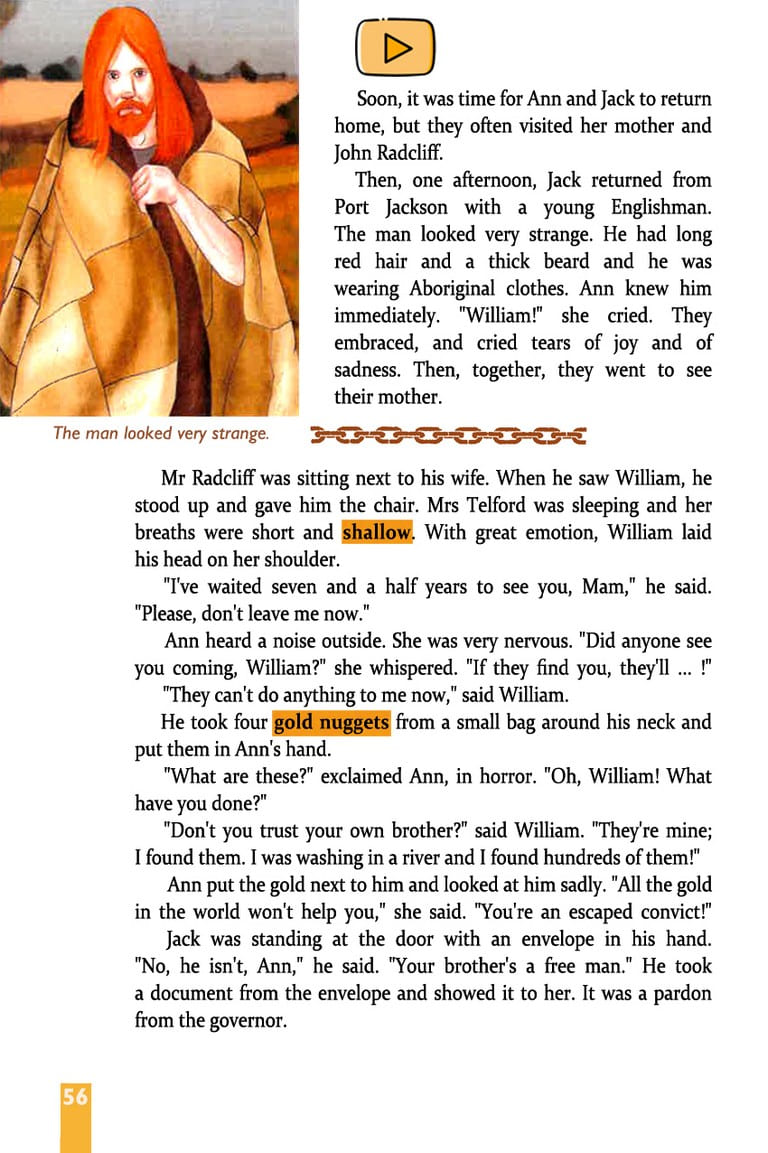 Soon, it was time for Ann and Jack to return
home, but they often visited her mother and
John Radcliff.
Then, one afternoon, Jack returned from
Port Jackson with a young Englishman.
The man looked very strange. He had long
red hair and a thick beard and he was
wearing Aboriginal clothes. Ann knew him
immediately. "William!" she cried. They
embraced, and cried tears of joy and of
sadness. Then, together, they went to see
their mother.
The man looked very strange.
Mr Radcliff was sitting next to his wife. When he saw William, he
stood up and gave him the chair. Mrs Telford was sleeping and her
breaths were short and shallow. With great emotion, William laid
his head on her shoulder.
"I've waited seven and a half years to see you, Mam," he said.
"Please, don't leave me now."
Ann heard a noise outside. She was very nervous. "Did anyone see
you coming, William?" she whispered. "If they find you, they'll ... !"
"They can't do anything to me now," said William.
He took four gold nuggets from a small bag around his neck and
put them in Ann's hand.
"What are these?" exclaimed Ann, in horror. "Oh, William! What
have you done?"
"Don't you trust your own brother?" said William. "They're mine;
I found them. I was washing in a river and I found hundreds of them!"
Ann put the gold next to him and looked at him sadly. "All the gold
in the world won't help you," she said. "You're an escaped convict!"
Jack was standing at the door with an envelope in his hand.
"No, he isn't, Ann," he said. "Your brother's a free man." He took
a document from the envelope and showed it to her. It was a pardon
from the governor.
56